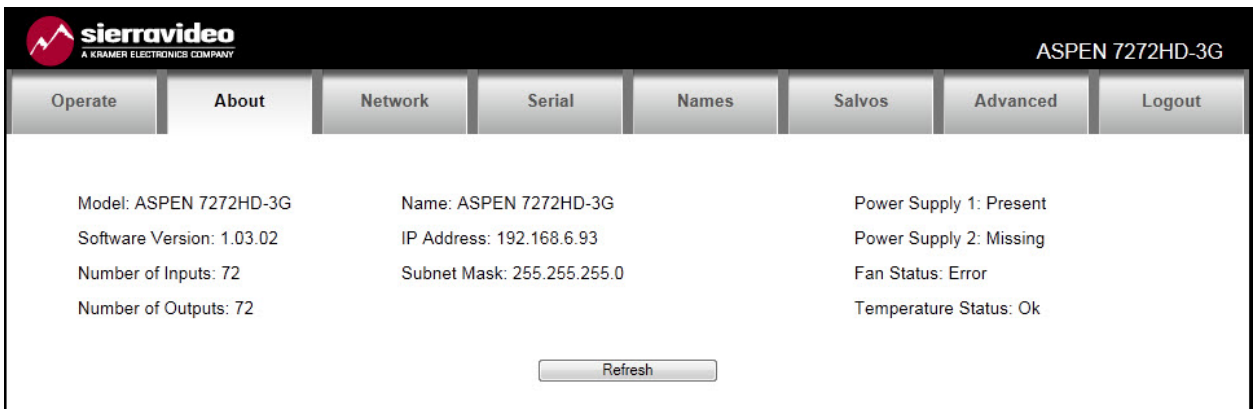 sierravideo
A KRAMER ELECTRONICS COMPANY
ASPEN 7272HD-3G
Operate About Network Serial Names Salvos Advanced Logout
Model: ASPEN 7272HD-3G
Software Version: 1.03.02
Number of Inputs: 72
Number of Outputs: 72
Name: ASPEN 7272HD-3G
IP Address: 192.168.6.93
Subnet Mask: 255.255.255.0
Power Supply 1: Present
Power Supply 2: Missing
Fan Status: Error
Temperature Status: Ok
Refresh